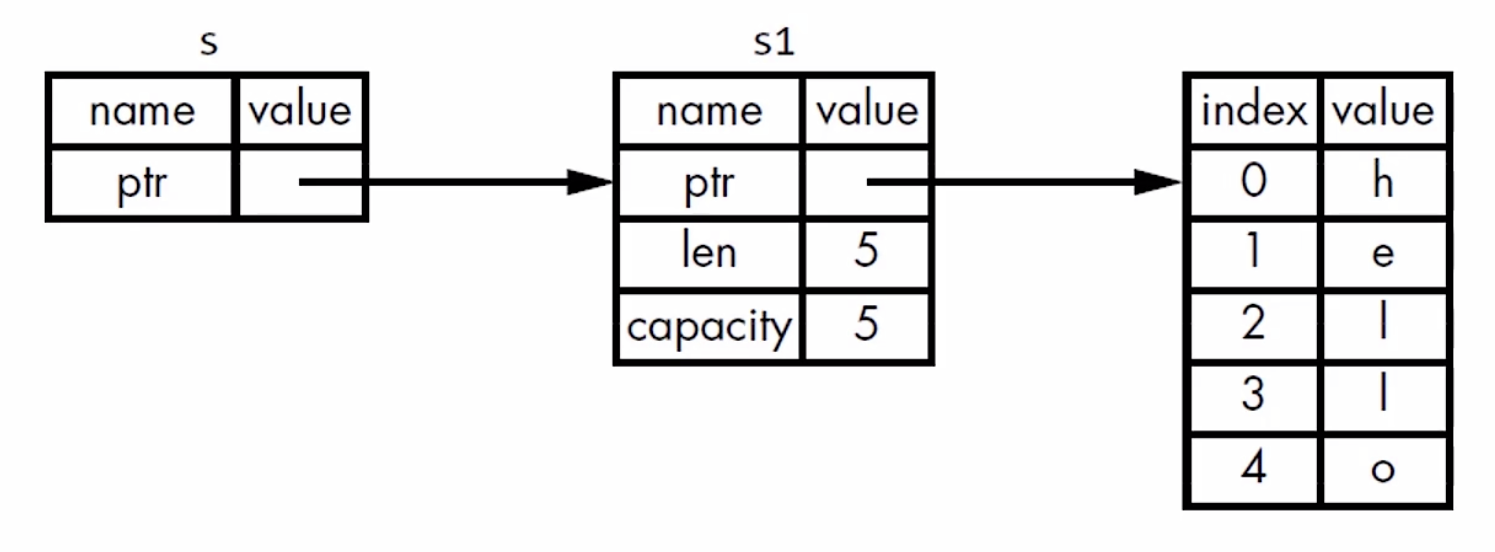 s
name value
ptr
s1
name value
ptr
len 5
capacity 5
index value
0 h
1 e
2 l
3 l
4 o